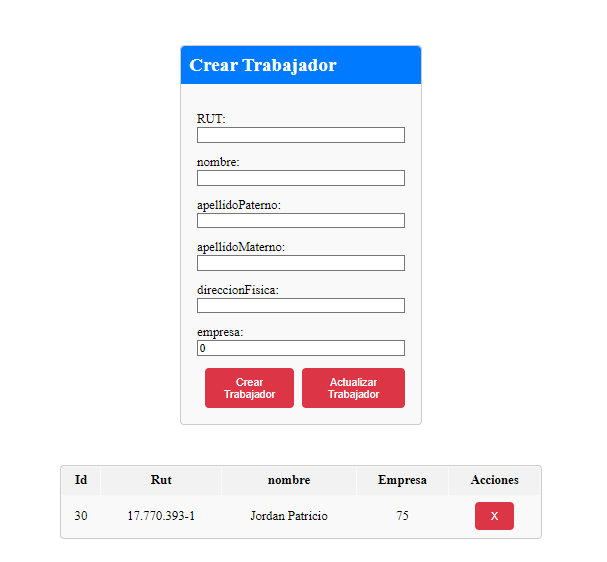 Crear Trabajador
RUT:
nombre:
apellidoPaterno:
apellidoMaterno:
direccionFisica:
empresa:
0
Crear Actualizar
Trabajador Trabajador
Id Rut nombre Empresa Acciones
30 17.770.393-1 Jordan Patricio 75 X